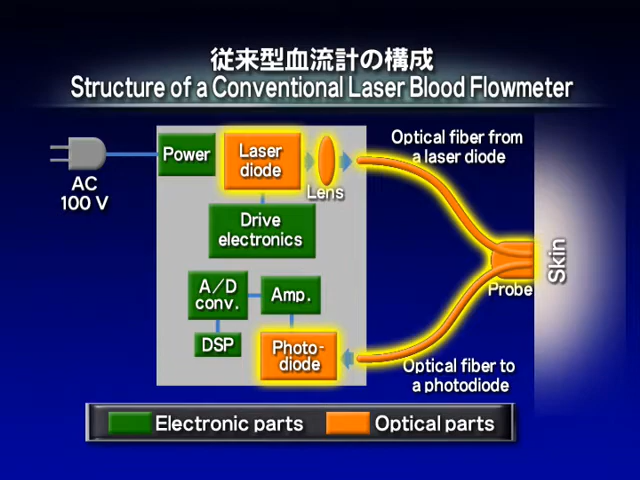 従来型血流計の構成
Structure of a Conventional Laser Blood Flowmeter
AC
100 V
Power
Laser
diode
Lens
Optical fiber from
a laser diode
Drive
electronics
Skin
Probe
A/D
conv.
Amp.
DSP
Photo-
diode
Optical fiber to
a photodiode
Electronic parts
Optical parts